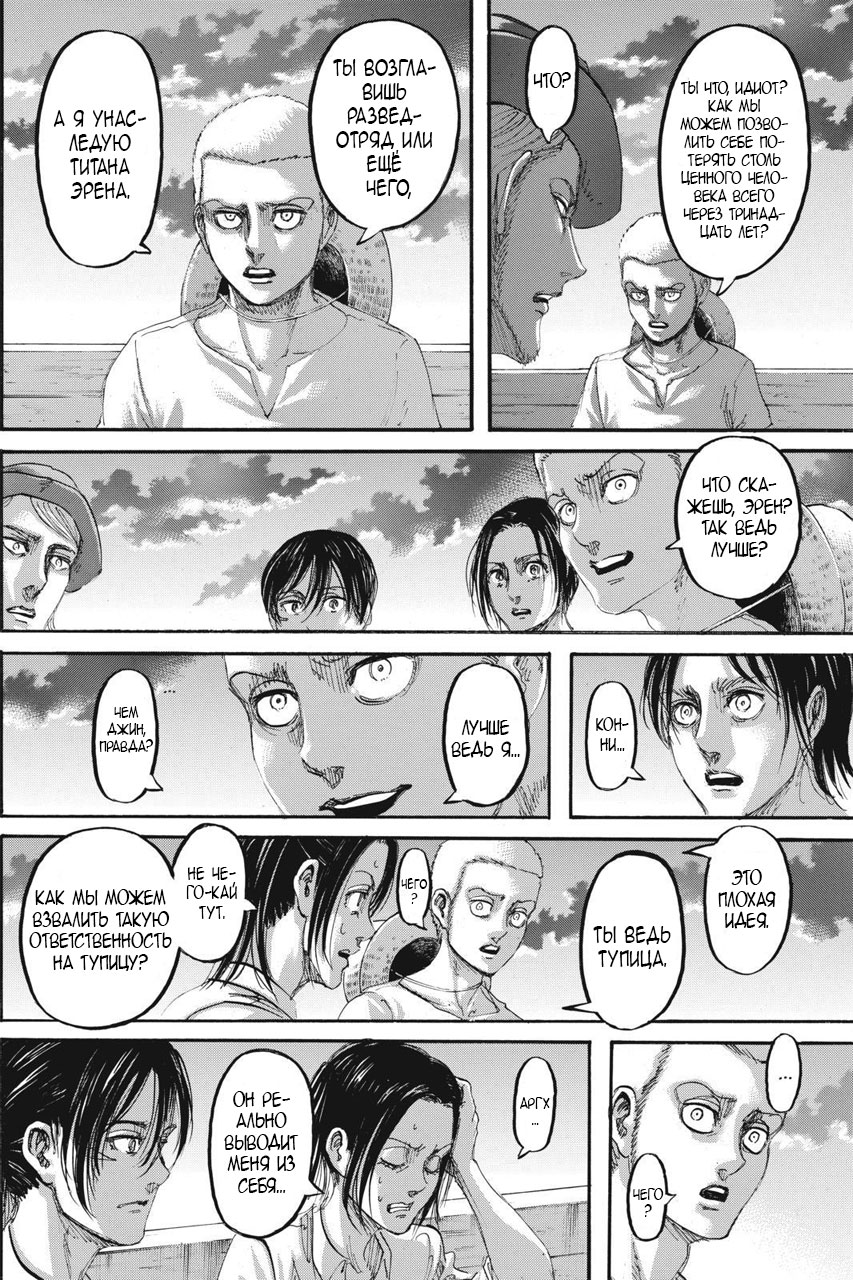 ТЫ ЧТО, ИДИОТ?
КАК МЫ
МОЖЕМ ПОЗВО-
ЛИТЬ СЕБЕ ПО-
ТЕРЯТЬ СТОЛЬ
ЦЕННОГО ЧЕЛО-
ВЕКА ВСЕГО
ЧЕРЕЗ ТРИНАД-
ЦАТЬ ЛЕТ?
ЧТО?
ТЫ ВОЗГЛА-
ВИШЬ
РАЗВЕД-
ОТРЯД ИЛИ
ЕЩЁ
ЧЕГО,
А Я УНАС-
ЛЕДУЮ
ТИТАНА
ЭРЕНА.
ЧТО СКА-
ЖЕШЬ, ЭРЕН?
ТАК ВЕДЬ
ЛУЧШЕ?
КОН-
НИ...
ЛУЧШЕ
ВЕДЬ Я...
...
ЧЕМ
ДЖИН,
ПРАВДА?
ЭТО
ПЛОХАЯ
ИДЕЯ.
ТЫ ВЕДЬ
ТУПИЦА.
ЧЕГО
?
НЕ ЧЕ-
ГО-КАЙ
ТУТ.
КАК МЫ МОЖЕМ
ВЗВАЛИТЬ ТАКУЮ
ОТВЕТСТВЕННОСТЬ
НА ТУПИЦУ?
...
ЧЕГО
?
АРГХ
...
ОН РЕ-
АЛЬНО
ВЫВОДИТ
МЕНЯ ИЗ
СЕБЯ...